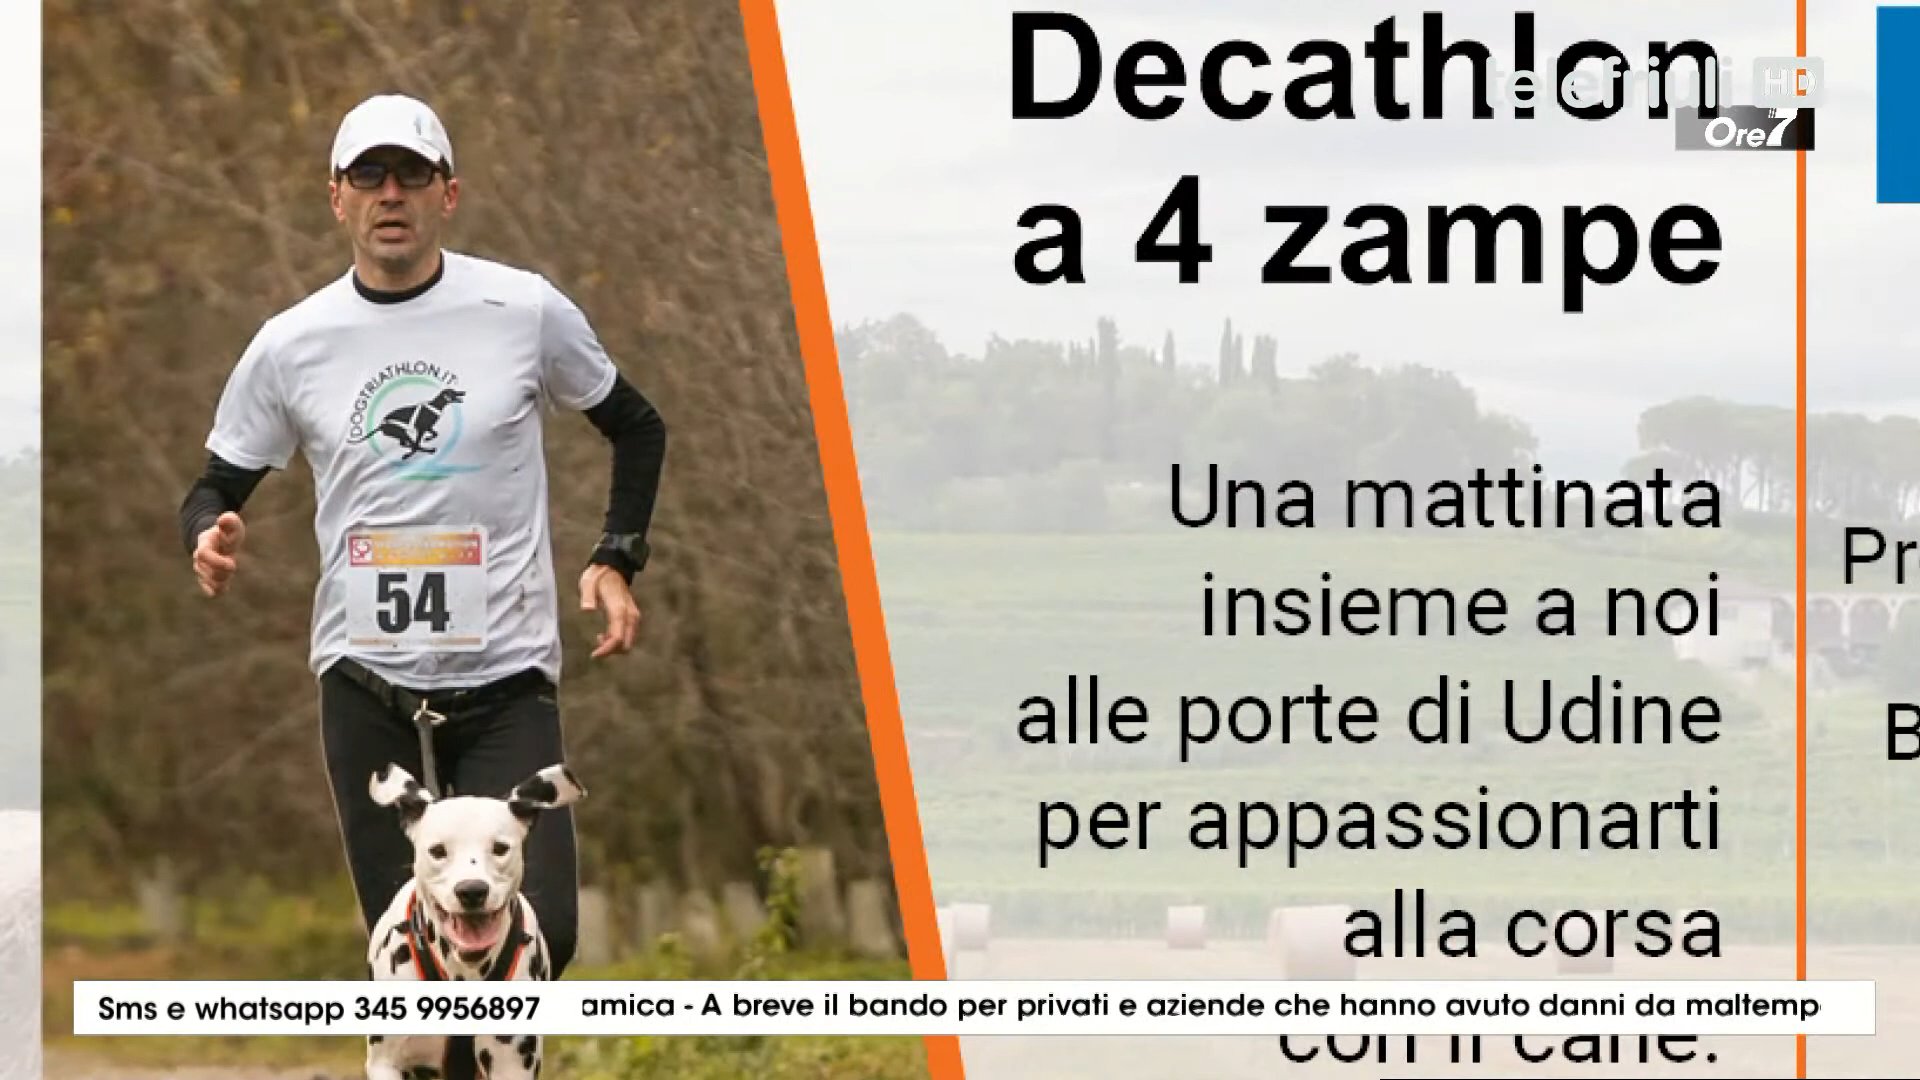 Decathlon
a 4 zampe
telefriuli HD
Ore7
Una mattinata
insieme a noi
alle porte di Udine
per appassionarti
alla corsa
con il cane.
Pr
B
DOGTRIATHLON.IT
54
Sms e whatsapp 345 9956897
amica - A breve il bando per privati e aziende che hanno avuto danni da maltemp